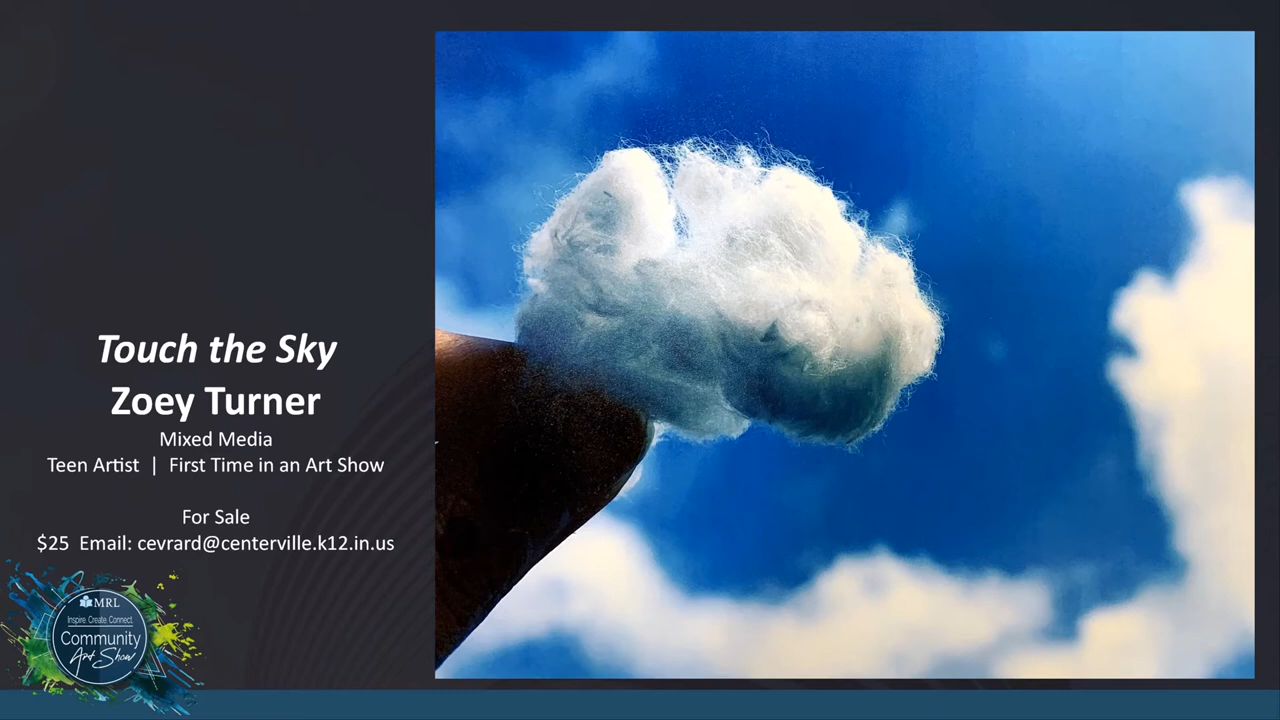 Touch the Sky
Zoey Turner
Mixed Media
Teen Artist | First Time in an Art Show
For Sale
$25 Email: cevrard@centerville.k12.in.us
MRL
Inspire. Create. Connect.
Community
Art Show